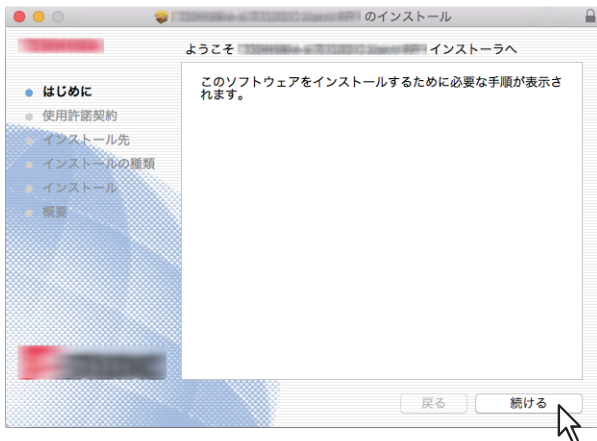 のインストール
ようこそ インストーラへ
このソフトウェアをインストールするために必要な手順が表示さ
れます。
はじめに
使用許諾契約
インストール先
インストールの種類
インストール
概要
戻る
続ける